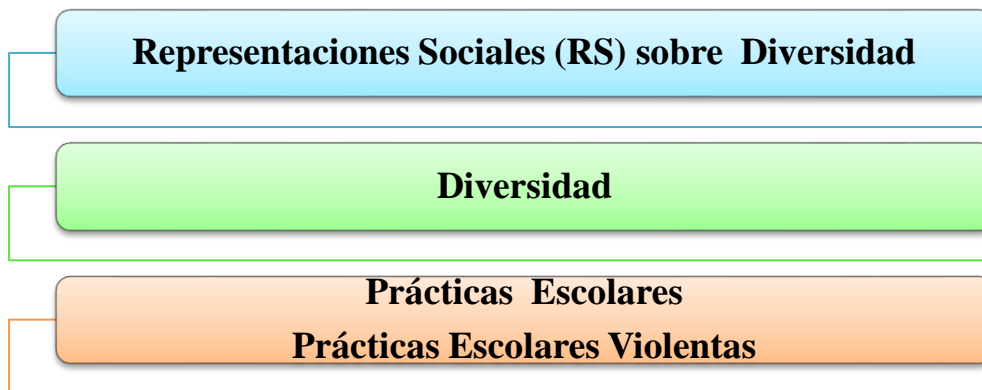 Representaciones Sociales (RS) sobre Diversidad
Diversidad
Prácticas Escolares
Prácticas Escolares Violentas